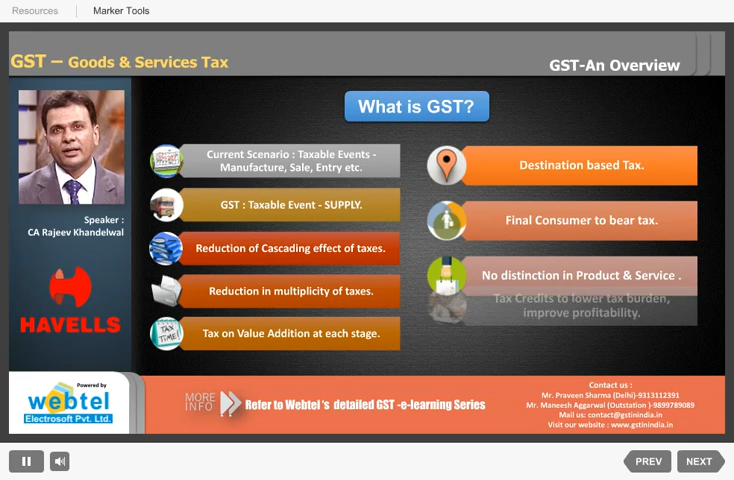 Resources
Marker Tools
GST – Goods & Services Tax
GST-An Overview
What is GST?
Speaker :
CA Rajeev Khandelwal
HAVELLS
Current Scenario : Taxable Events -
Manufacture, Sale, Entry etc.
GST : Taxable Event - SUPPLY.
Reduction of Cascading effect of taxes.
Reduction in multiplicity of taxes.
TAX
TIME!
Tax on Value Addition at each stage.
Destination based Tax.
Final Consumer to bear tax.
No distinction in Product & Service .
Tax Credits to lower tax burden,
improve profitability.
Powered by
webtel
Electrosoft Pvt. Ltd.
MORE
INFO
Refer to Webtel 's detailed GST -e-learning Series
Contact us :
Mr. Praveen Sharma (Delhi)-9313112391
Mr. Maneesh Aggarwal (Outstation )-9899789089
Mail us: contact@gstinindia.in
Visit our website : www.gstinindia.in
PREV
NEXT